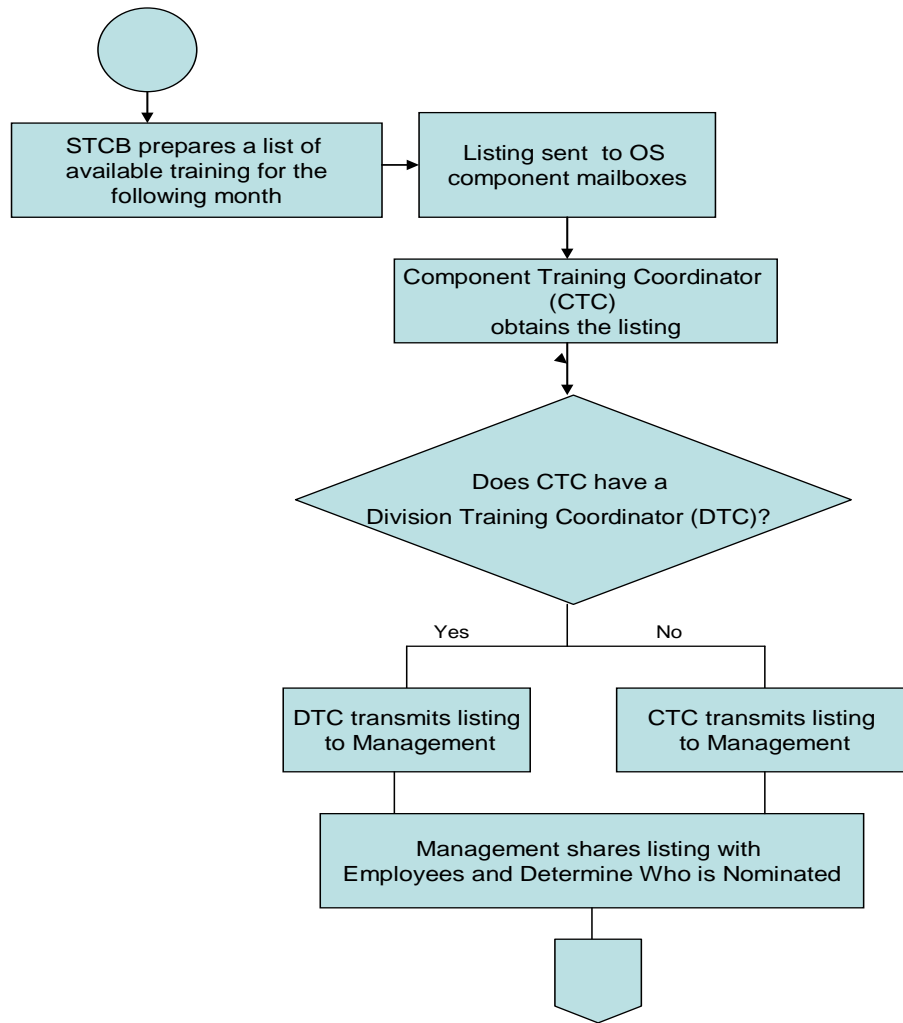 STCB prepares a list of
available training for the
following month
Listing sent to OS
component mailboxes
Component Training Coordinator
(CTC)
obtains the listing
Does CTC have a
Division Training Coordinator (DTC)?
Yes
No
DTC transmits listing
to Management
CTC transmits listing
to Management
Management shares listing with
Employees and Determine Who is Nominated